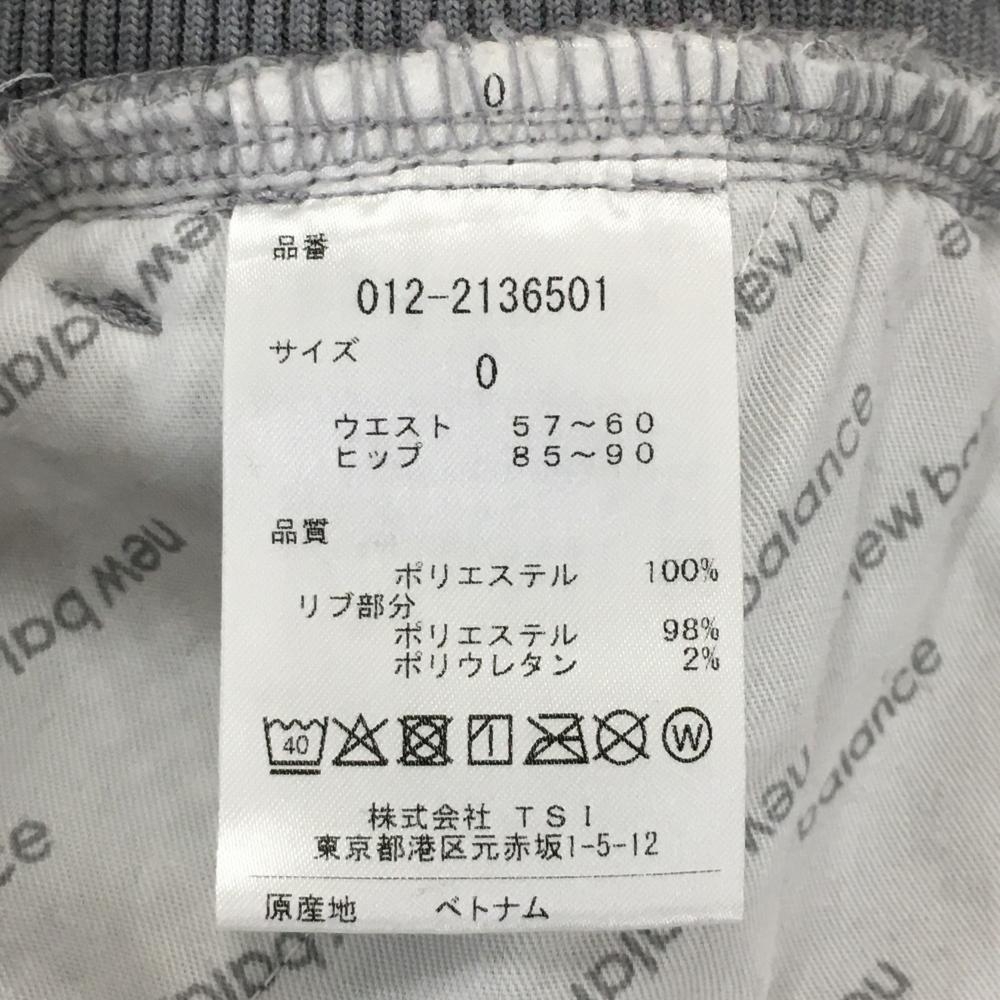 0
品番
012-2136501
サイズ
0
ウエスト 57～60
ヒップ 85～90
品質
ポリエステル 100%
リブ部分
ポリエステル 98%
ポリウレタン 2%
40 W
株式会社 TSI
東京都港区元赤坂1-5-12
原産地 ベトナム
new balance
new
balance
new
balance
new